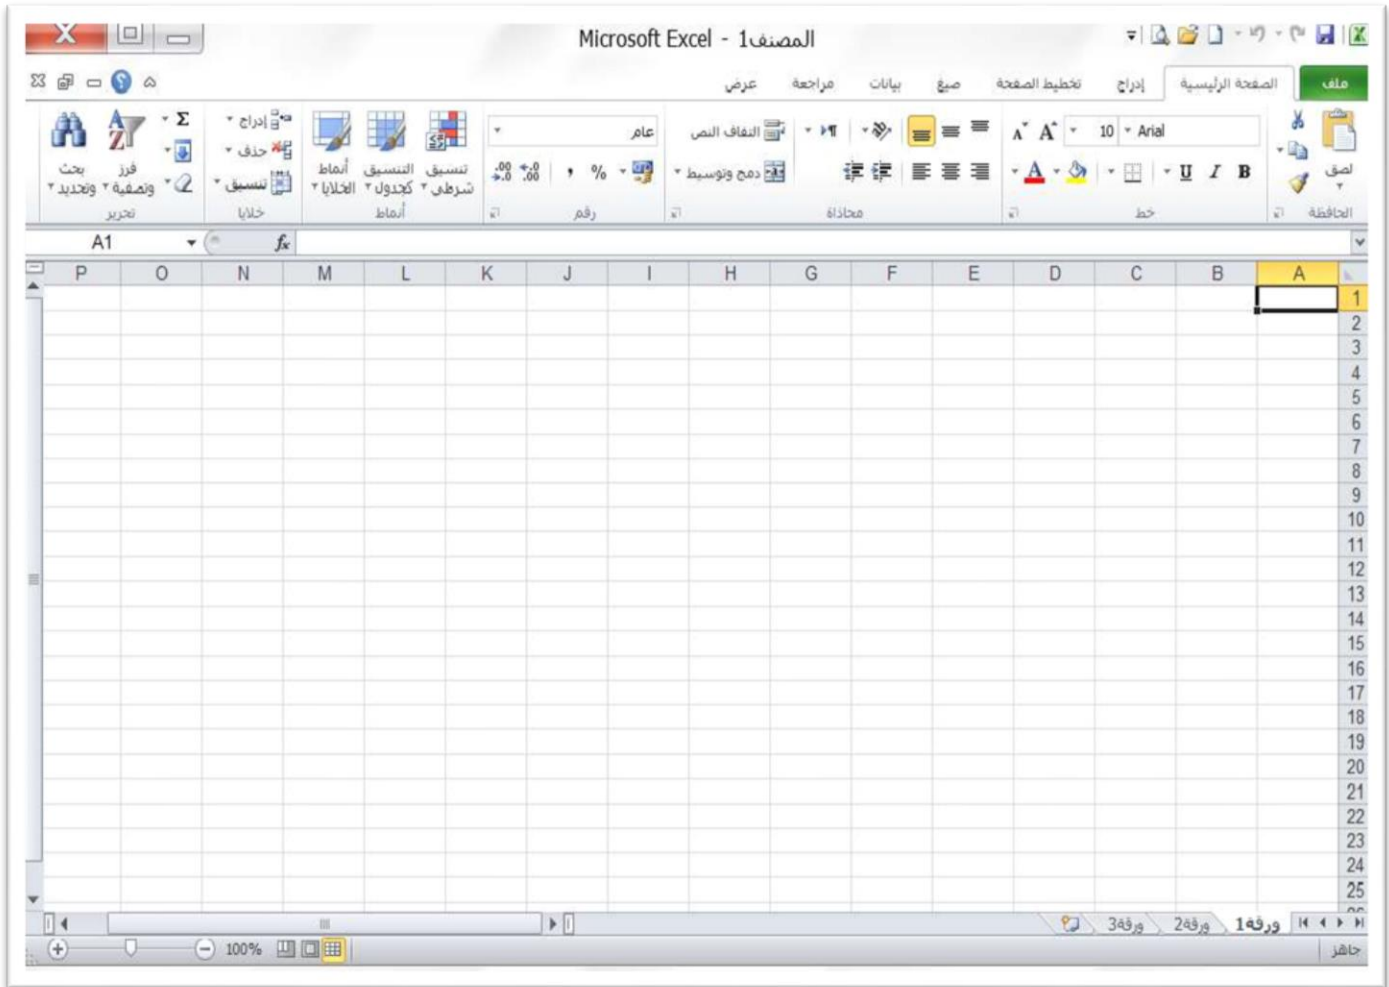 المصنف1 - Microsoft Excel
ملف الصفحة الرئيسية إدراج تخطيط الصفحة صيغ بيانات مراجعة عرض
لصق
الحافظة
Arial 10
B I U
خط
التفاف النص
دمج وتوسيط
محاذاة
عام
%
رقم
تنسيق شرطي
التنسيق كجدول
أنماط الخلايا
أنماط
إدراج
حذف
تنسيق
خلايا
Σ
فرز وتصفية
بحث وتحديد
تحرير
A1 fx
A B C D E F G H I J K L M N O P
1
2
3
4
5
6
7
8
9
10
11
12
13
14
15
16
17
18
19
20
21
22
23
24
25
ورقة1 ورقة2 ورقة3
جاهز 100%